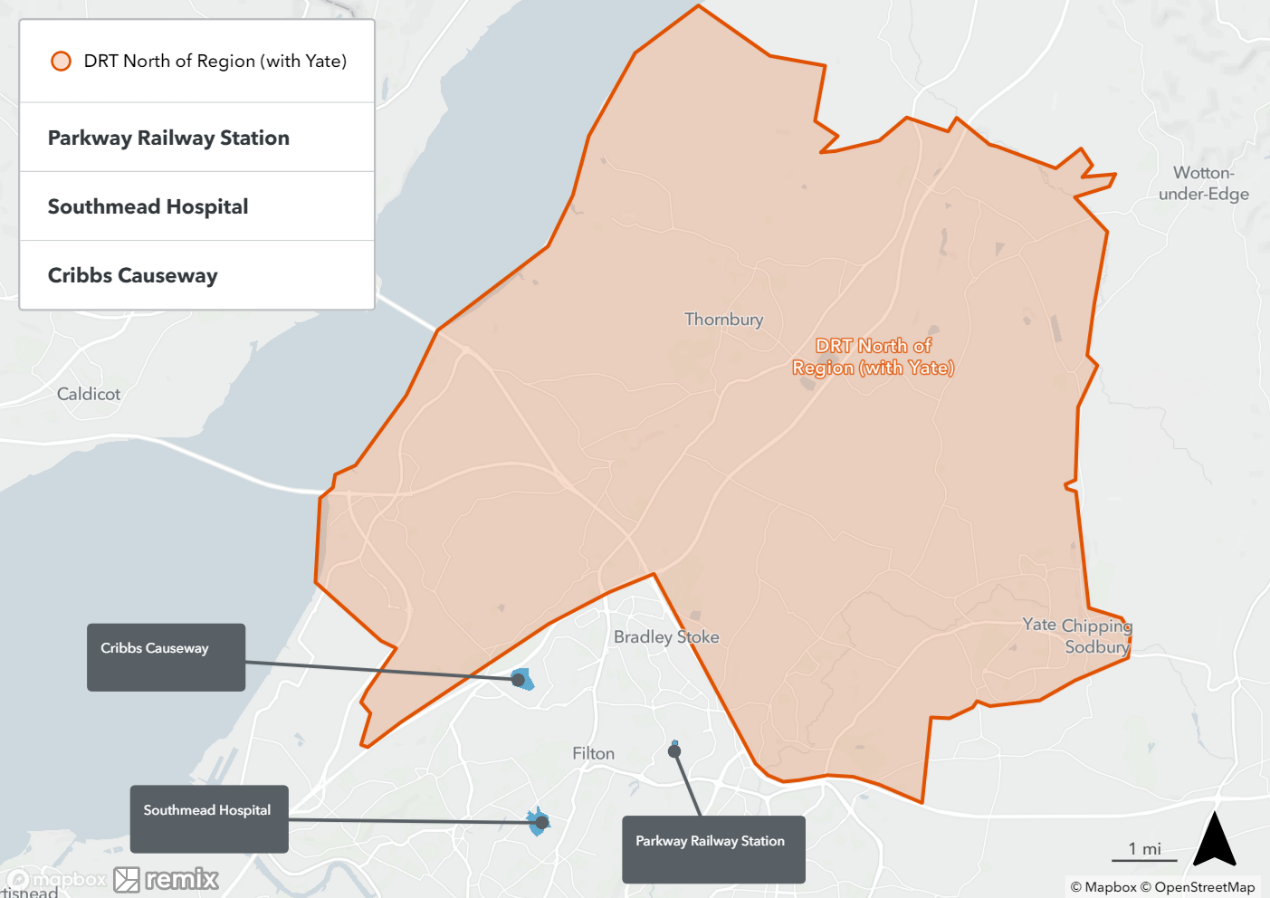 DRT North of Region (with Yate)
Parkway Railway Station
Southmead Hospital
Cribbs Causeway
Wotton-
under-Edge
Thornbury
DRT North of
Region (with Yate)
Caldicot
Yate Chipping
Sodbury
Bradley Stoke
Cribbs Causeway
Filton
Southmead Hospital
Parkway Railway Station
1 mi
mapbox
remix
tishead
© Mapbox © OpenStreetMap